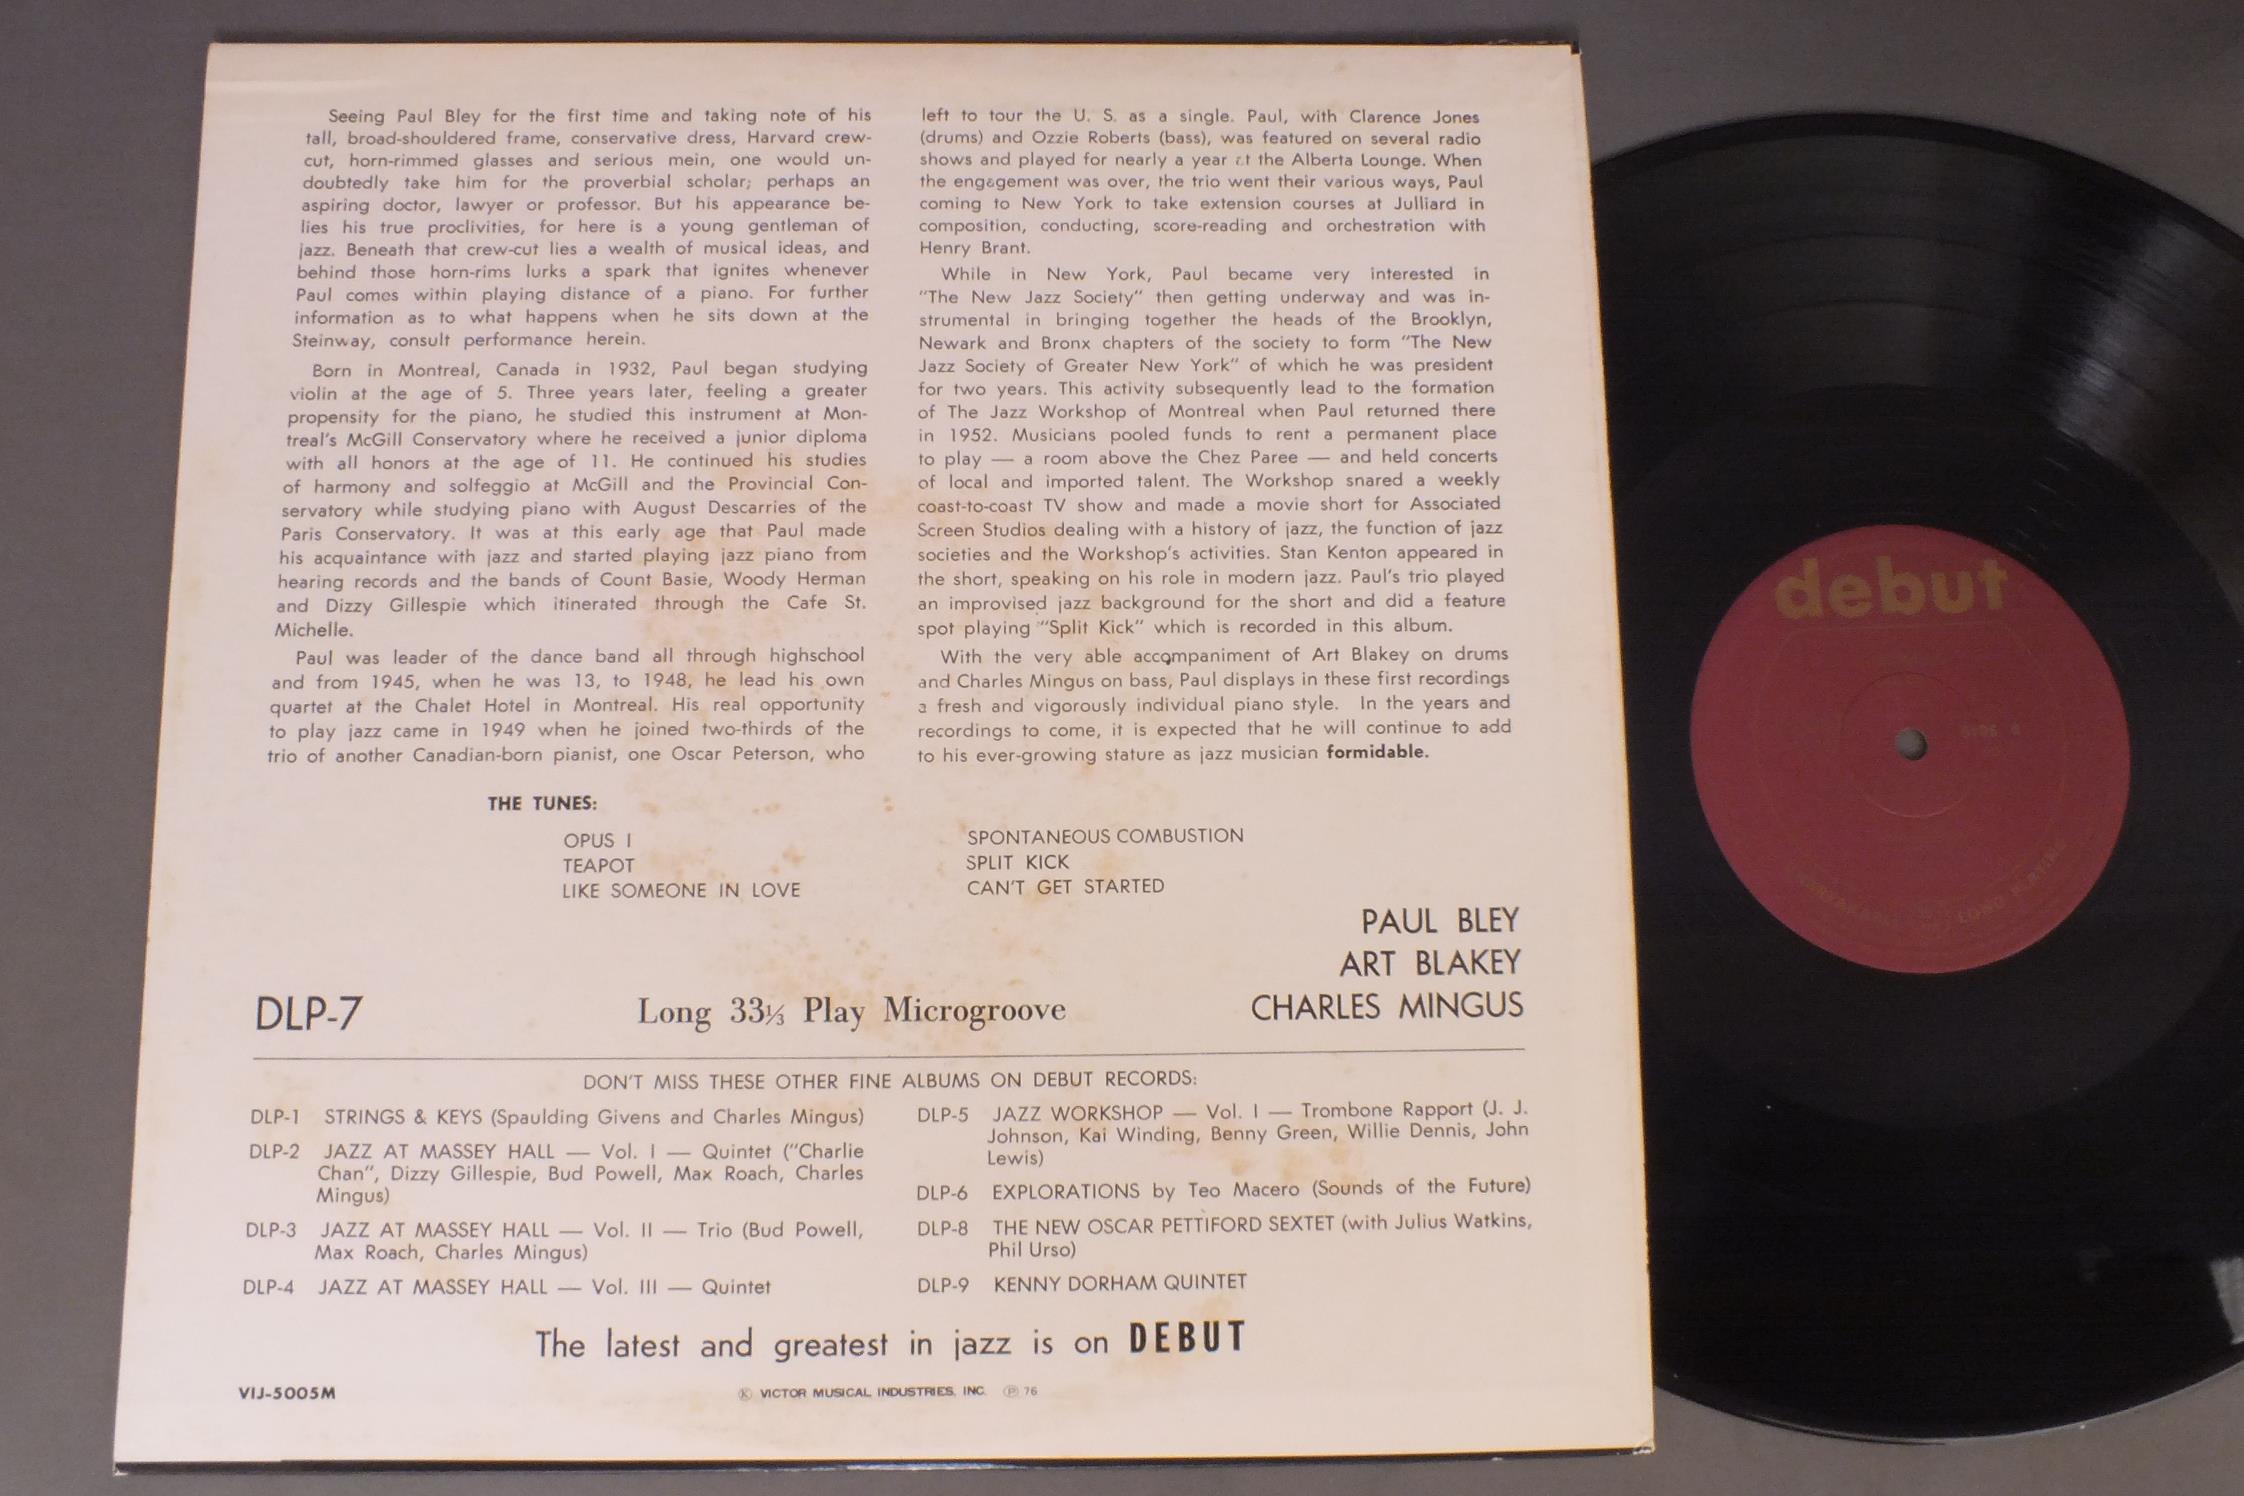 Seeing Paul Bley for the first time and taking note of his
tall, broad-shouldered frame, conservative dress, Harvard crew-
cut, horn-rimmed glasses and serious mein, one would un-
doubtedly take him for the proverbial scholar; perhaps an
aspiring doctor, lawyer or professor. But his appearance be-
lies his true proclivities, for here is a young gentleman of
jazz. Beneath that crew-cut lies a wealth of musical ideas, and
behind those horn-rims lurks a spark that ignites whenever
Paul comes within playing distance of a piano. For further
information as to what happens when he sits down at the
Steinway, consult performance herein.
Born in Montreal, Canada in 1932, Paul began studying
violin at the age of 5. Three years later, feeling a greater
propensity for the piano, he studied this instrument at Mon-
treal's McGill Conservatory where he received a junior diploma
with all honors at the age of 11. He continued his studies
of harmony and solfeggio at McGill and the Provincial Con-
servatory while studying piano with August Descarries of the
Paris Conservatory. It was at this early age that Paul made
his acquaintance with jazz and started playing jazz piano from
hearing records and the bands of Count Basie, Woody Herman
and Dizzy Gillespie which itinerated through the Cafe St.
Michelle.
Paul was leader of the dance band all through highschool
and from 1945, when he was 13, to 1948, he lead his own
quartet at the Chalet Hotel in Montreal. His real opportunity
to play jazz came in 1949 when he joined two-thirds of the
trio of another Canadian-born pianist, one Oscar Peterson, who
left to tour the U. S. as a single. Paul, with Clarence Jones
(drums) and Ozzie Roberts (bass), was featured on several radio
shows and played for nearly a year at the Alberta Lounge. When
the engagement was over, the trio went their various ways, Paul
coming to New York to take extension courses at Julliard in
composition, conducting, score-reading and orchestration with
Henry Brant.
While in New York, Paul became very interested in
"The New Jazz Society" then getting underway and was in-
strumental in bringing together the heads of the Brooklyn,
Newark and Bronx chapters of the society to form "The New
Jazz Society of Greater New York" of which he was president
for two years. This activity subsequently lead to the formation
of The Jazz Workshop of Montreal when Paul returned there
in 1952. Musicians pooled funds to rent a permanent place
to play — a room above the Chez Paree — and held concerts
of local and imported talent. The Workshop snared a weekly
coast-to-coast TV show and made a movie short for Associated
Screen Studios dealing with a history of jazz, the function of jazz
societies and the Workshop's activities. Stan Kenton appeared in
the short, speaking on his role in modern jazz. Paul's trio played
an improvised jazz background for the short and did a feature
spot playing "Split Kick" which is recorded in this album.
With the very able accompaniment of Art Blakey on drums
and Charles Mingus on bass, Paul displays in these first recordings
a fresh and vigorously individual piano style. In the years and
recordings to come, it is expected that he will continue to add
to his ever-growing stature as jazz musician formidable.
THE TUNES:
OPUS I
TEAPOT
LIKE SOMEONE IN LOVE
SPONTANEOUS COMBUSTION
SPLIT KICK
CAN'T GET STARTED
PAUL BLEY
ART BLAKEY
CHARLES MINGUS
DLP-7
Long 33⅓ Play Microgroove
DON'T MISS THESE OTHER FINE ALBUMS ON DEBUT RECORDS:
DLP-1 STRINGS & KEYS (Spaulding Givens and Charles Mingus)
DLP-2 JAZZ AT MASSEY HALL — Vol. I — Quintet ("Charlie
Chan", Dizzy Gillespie, Bud Powell, Max Roach, Charles
Mingus)
DLP-3 JAZZ AT MASSEY HALL — Vol. II — Trio (Bud Powell,
Max Roach, Charles Mingus)
DLP-4 JAZZ AT MASSEY HALL — Vol. III — Quintet
DLP-5 JAZZ WORKSHOP — Vol. I — Trombone Rapport (J. J.
Johnson, Kai Winding, Benny Green, Willie Dennis, John
Lewis)
DLP-6 EXPLORATIONS by Teo Macero (Sounds of the Future)
DLP-8 THE NEW OSCAR PETTIFORD SEXTET (with Julius Watkins,
Phil Urso)
DLP-9 KENNY DORHAM QUINTET
The latest and greatest in jazz is on DEBUT
VIJ-5005M
Ⓚ VICTOR MUSICAL INDUSTRIES, INC. Ⓟ 76
debut
LONG PLAYING